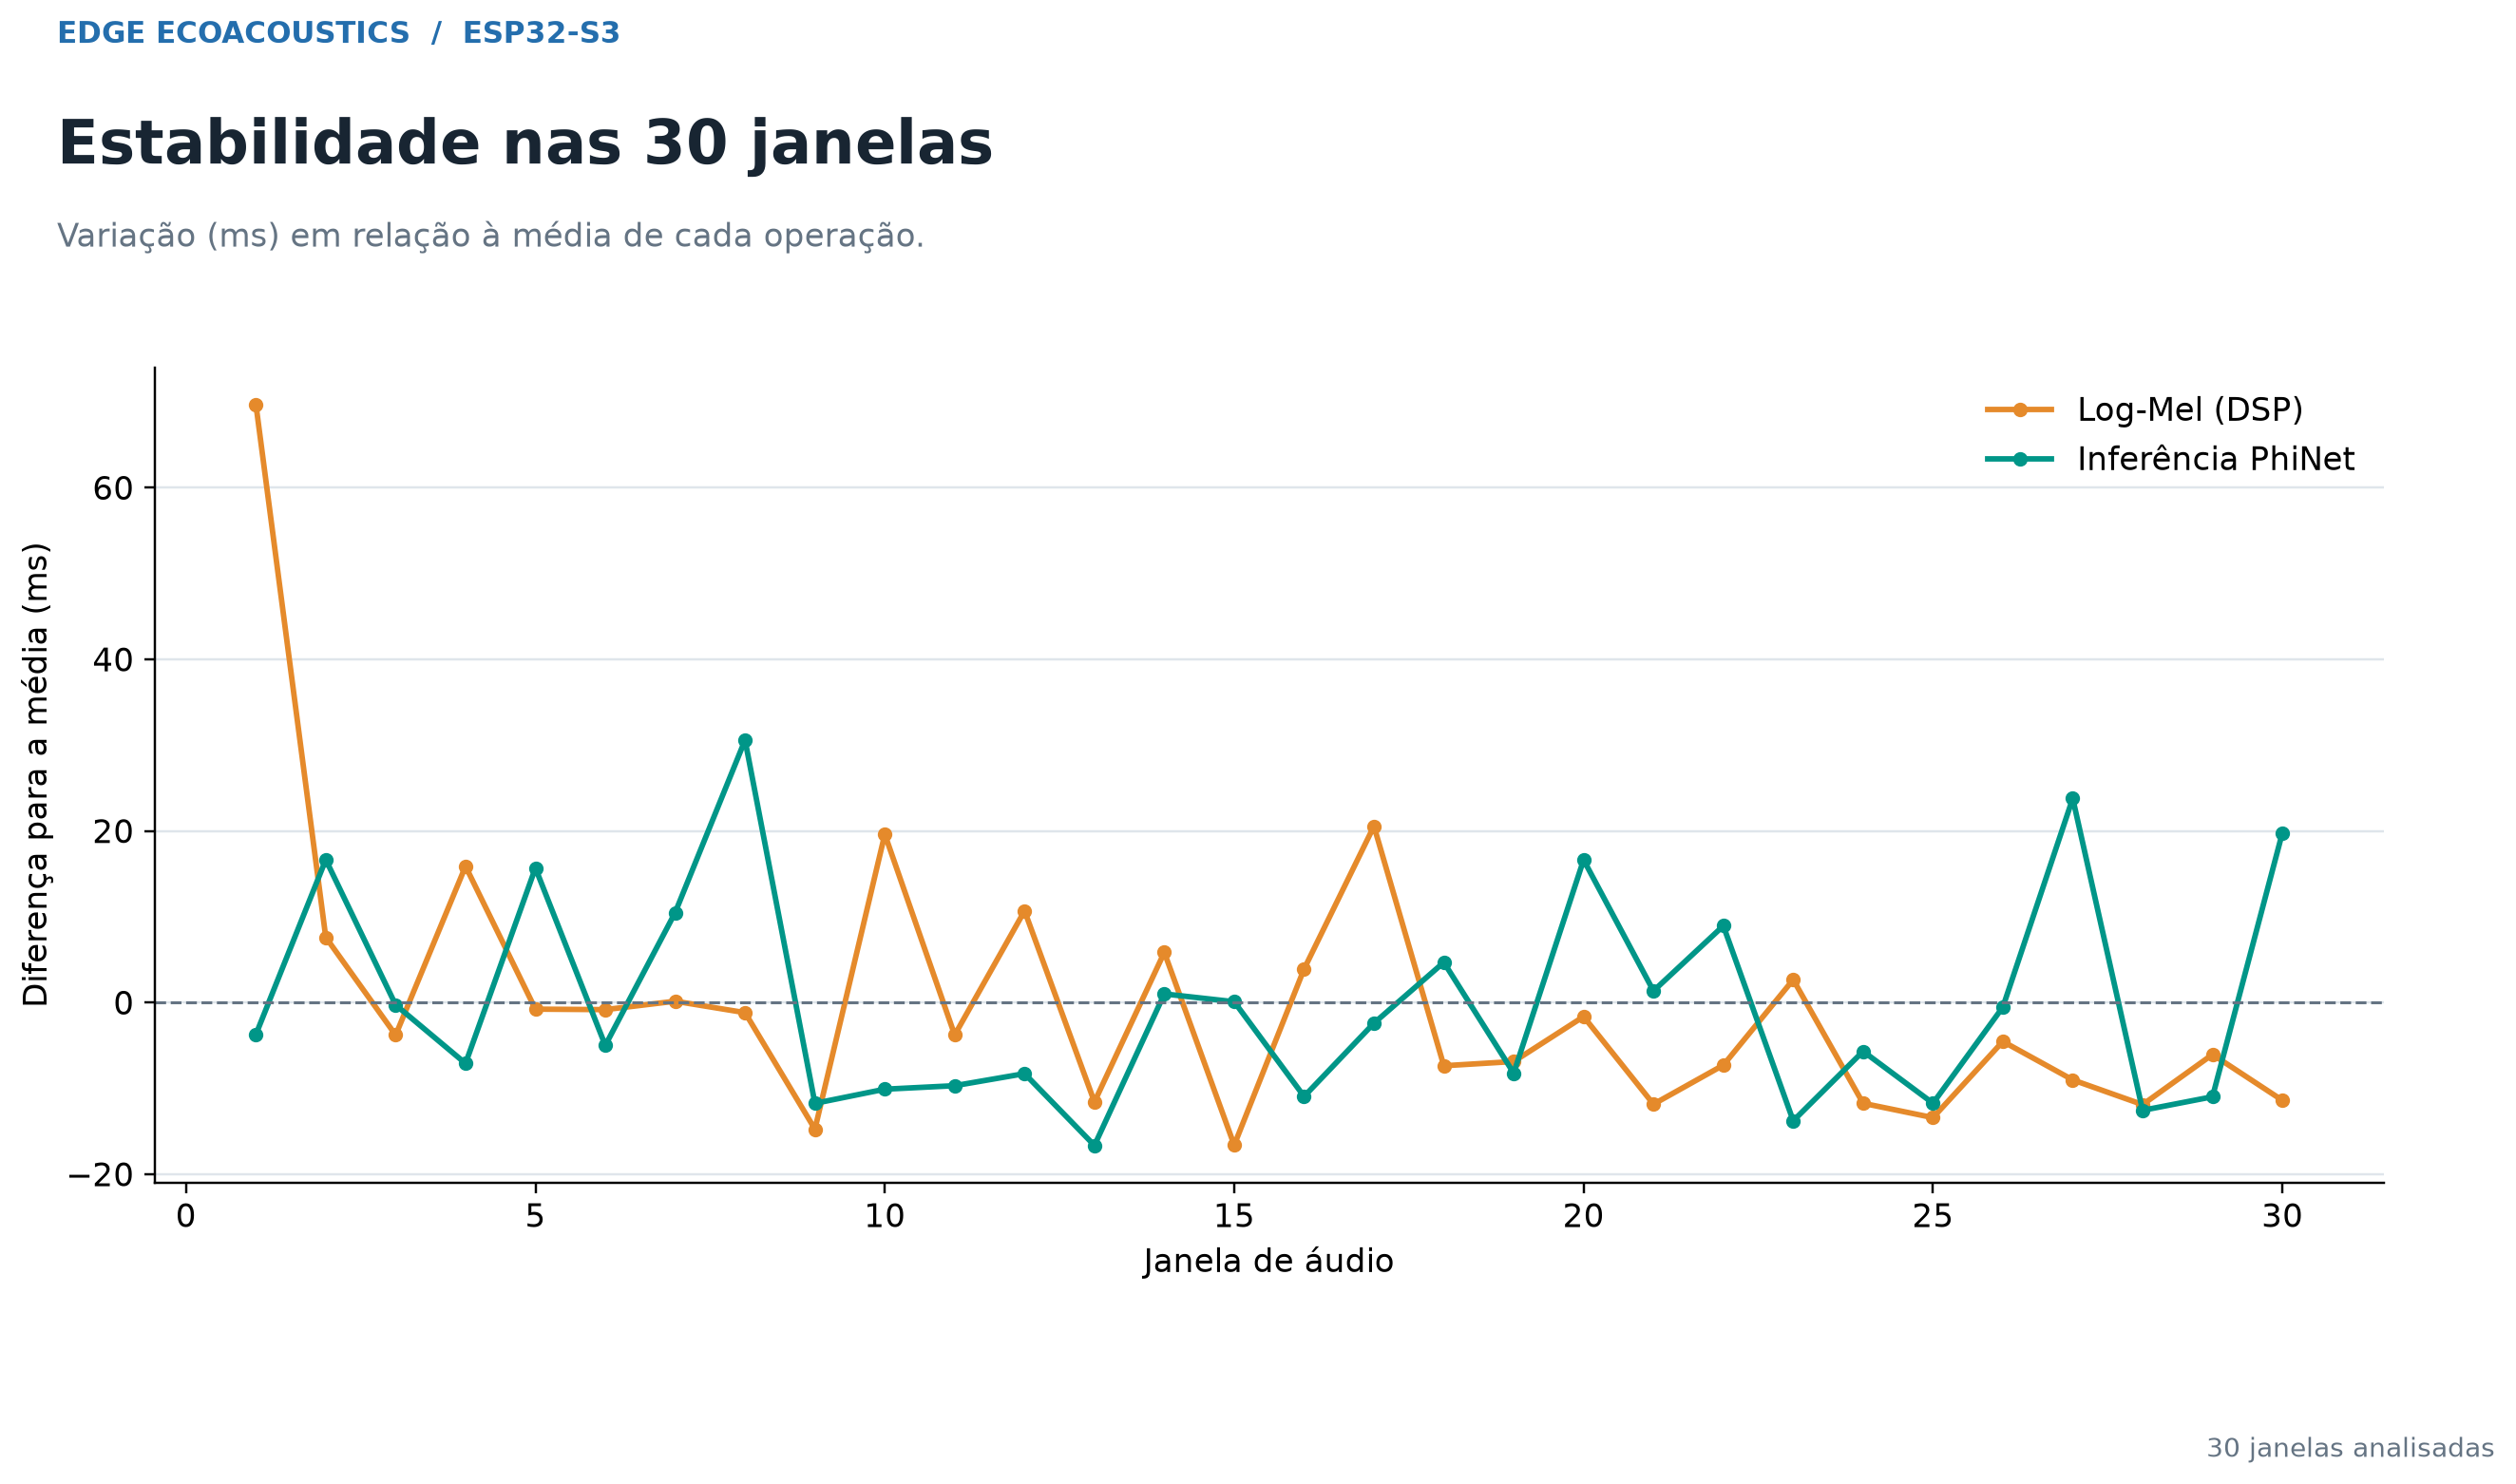 EDGE ECOACOUSTICS / ESP32-S3
Estabilidade nas 30 janelas
Variação (ms) em relação à média de cada operação.
Log-Mel (DSP)
Inferência PhiNet
Diferença para a média (ms)
60
40
20
0
−20
0 5 10 15 20 25 30
Janela de áudio
30 janelas analisadas